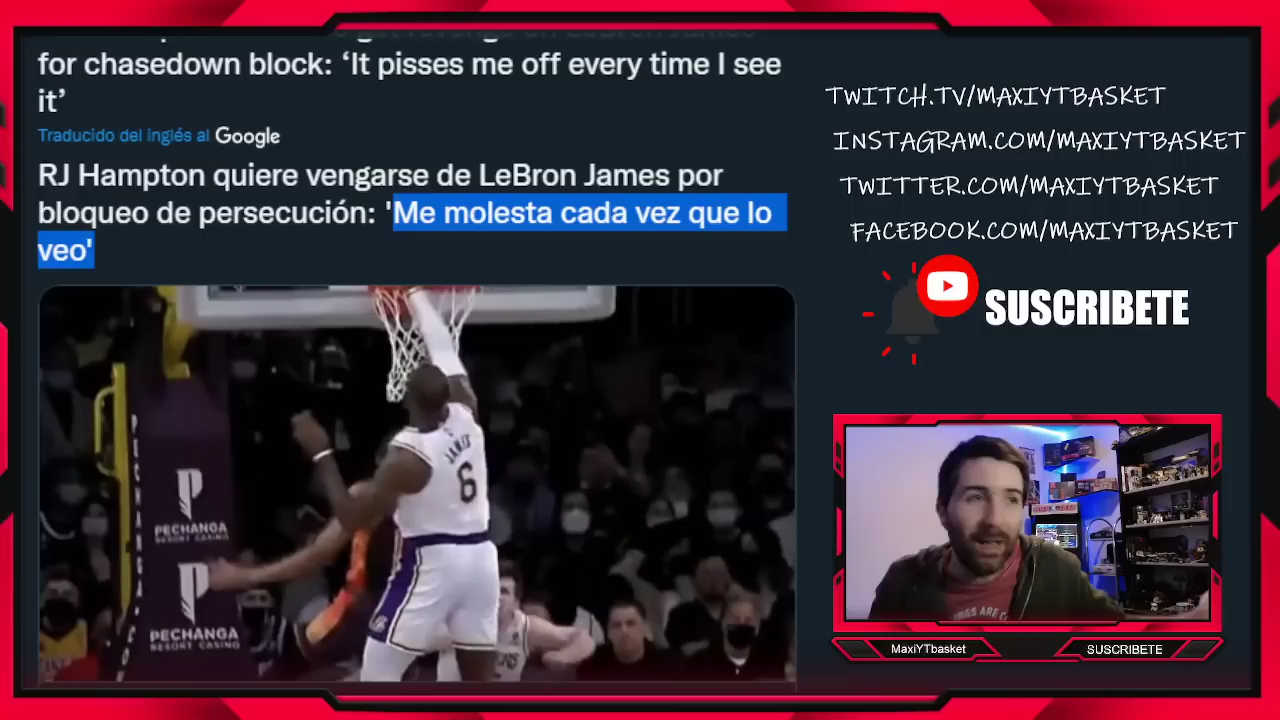 for chasedown block: ‘It pisses me off every time I see
it’
Traducido del inglés al Google
RJ Hampton quiere vengarse de LeBron James por
bloqueo de persecución: 'Me molesta cada vez que lo
veo'
JAMES
6
PECHANGA
RESORT CASINO
PECHANGA
RESORT CASINO
TWITCH.TV/MAXIYTBASKET
INSTAGRAM.COM/MAXIYTBASKET
TWITTER.COM/MAXIYTBASKET
FACEBOOK.COM/MAXIYTBASKET
SUSCRIBETE
MaxiYTbasket
SUSCRIBETE